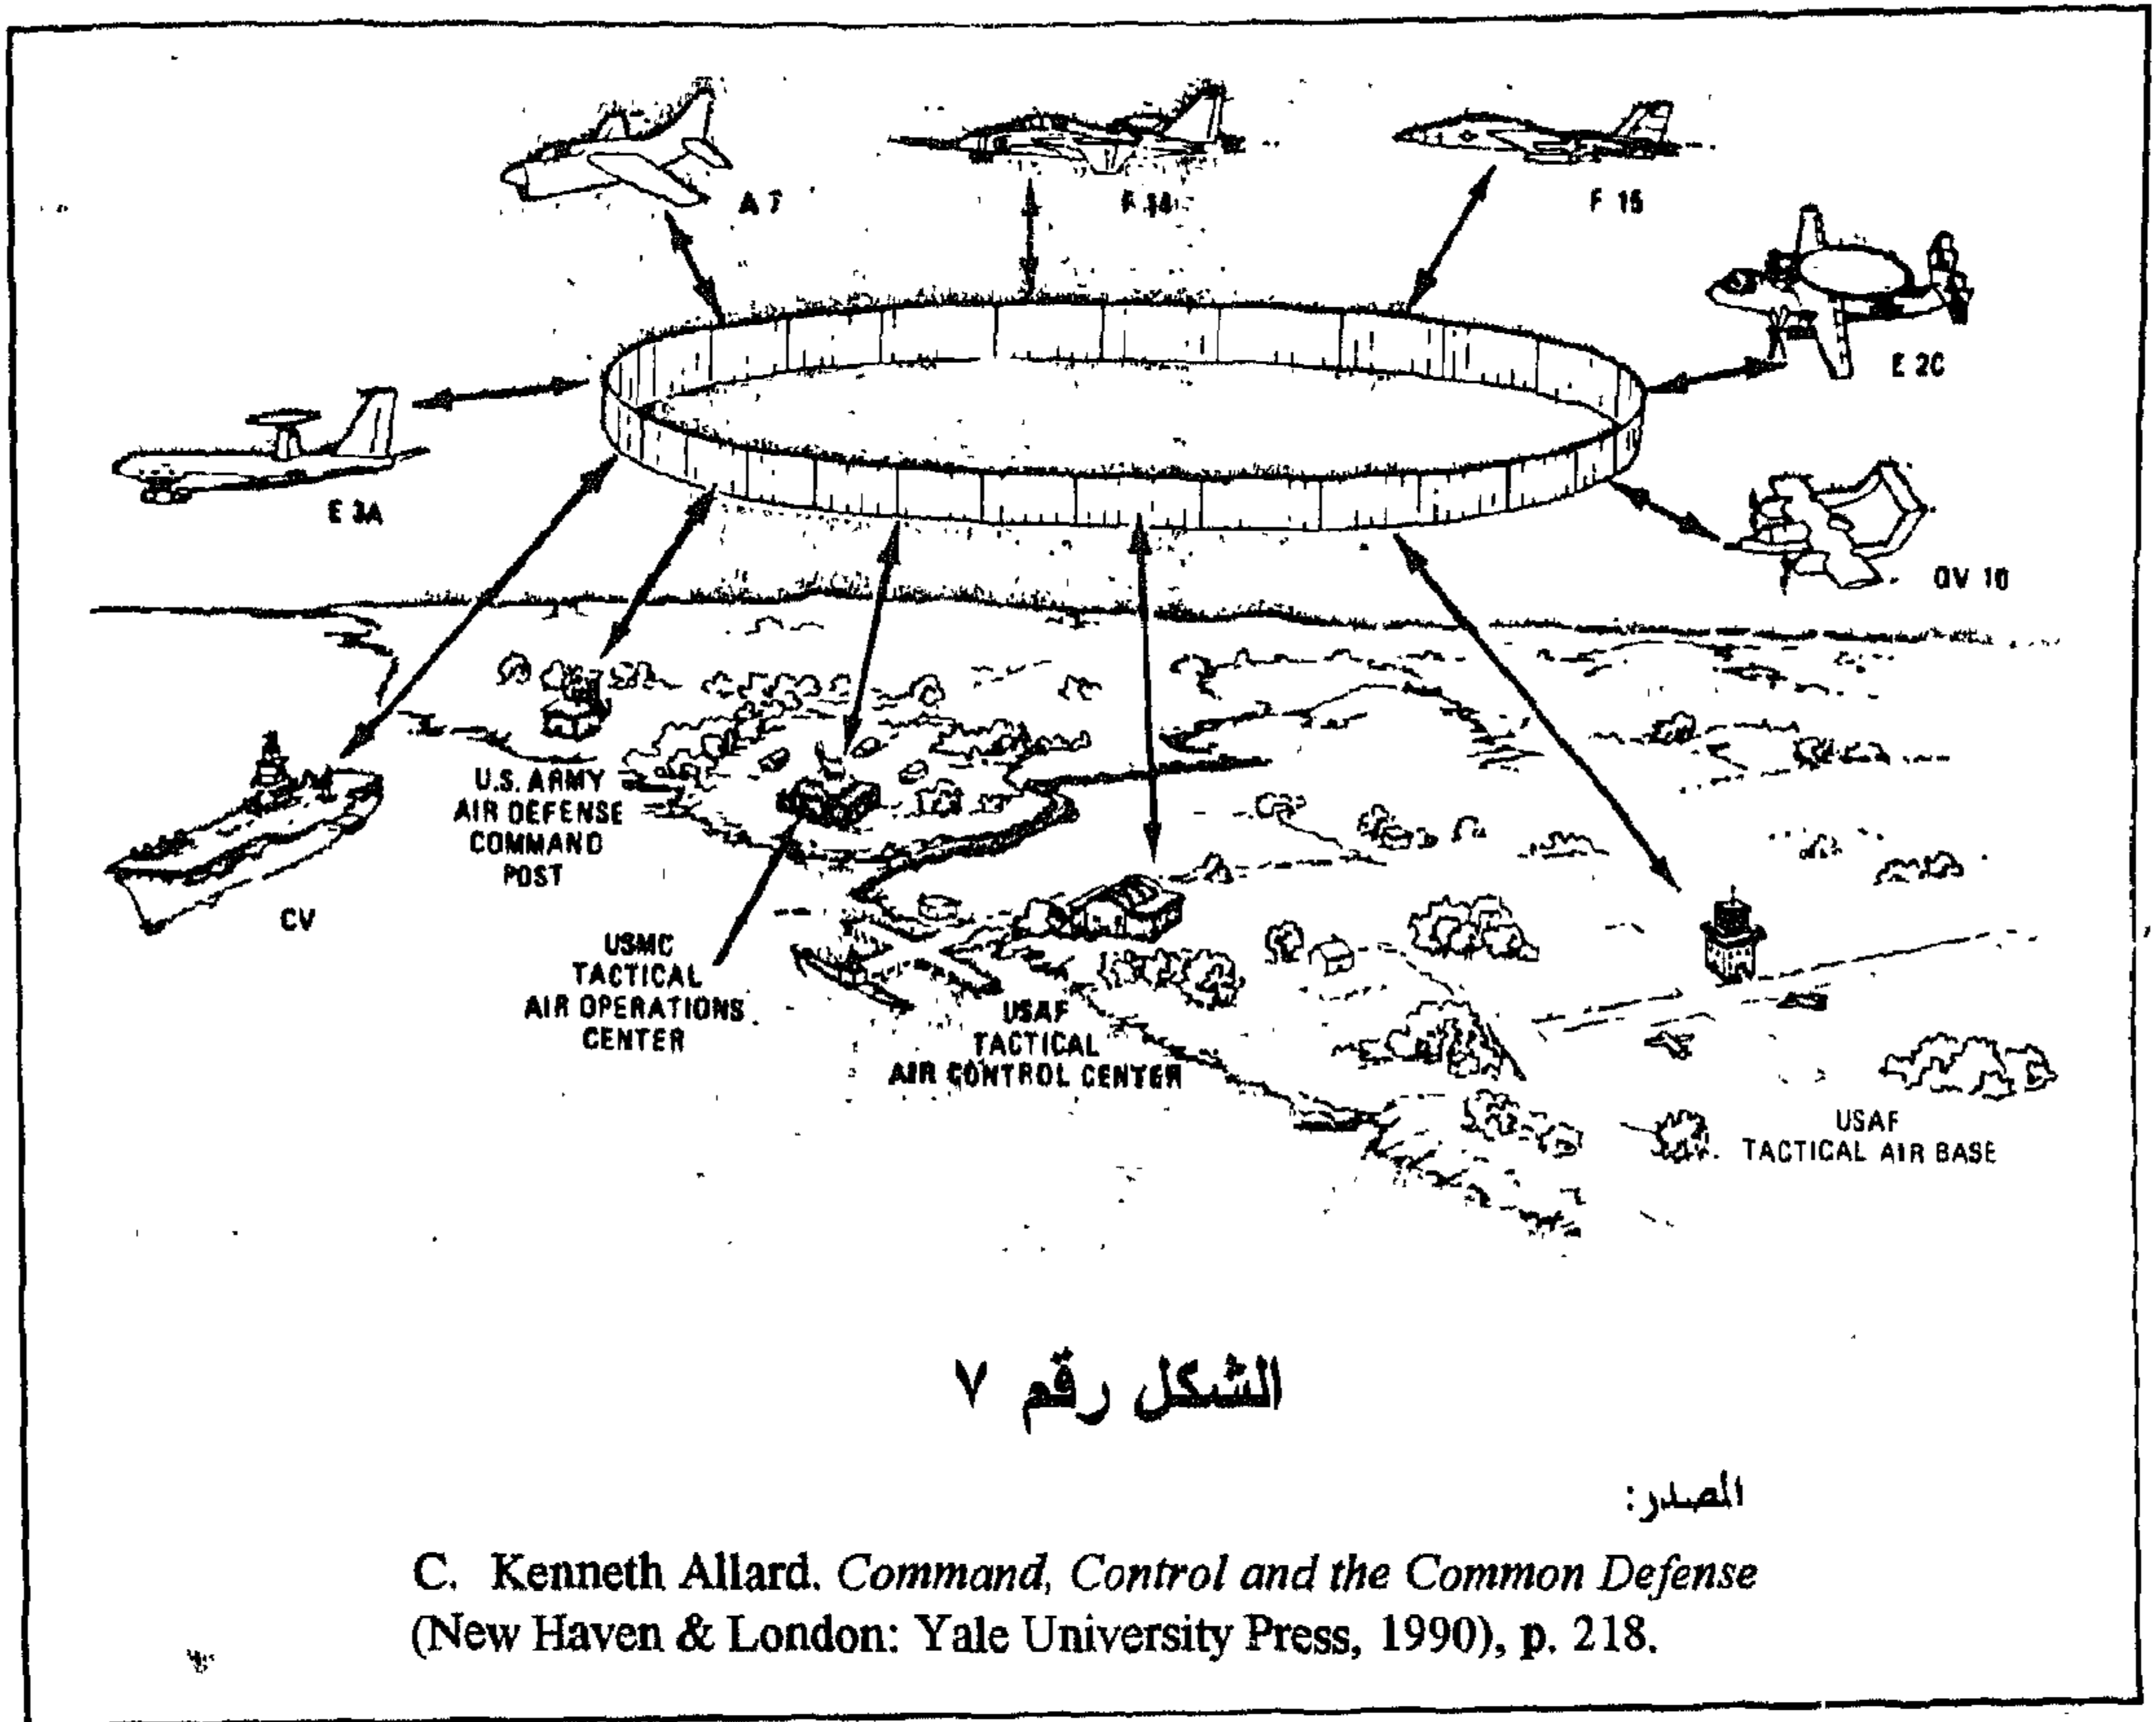 A 7
F 15
E 2C
E 3A
OV 10
U.S. ARMY
AIR DEFENSE
COMMAND
POST
CV
USMC
TACTICAL
AIR OPERATIONS
CENTER
USAF
TACTICAL
AIR CONTROL CENTER
USAF
TACTICAL AIR BASE
الشكل رقم ٧
المصدر:
C. Kenneth Allard. Command, Control and the Common Defense
(New Haven & London: Yale University Press, 1990), p. 218.